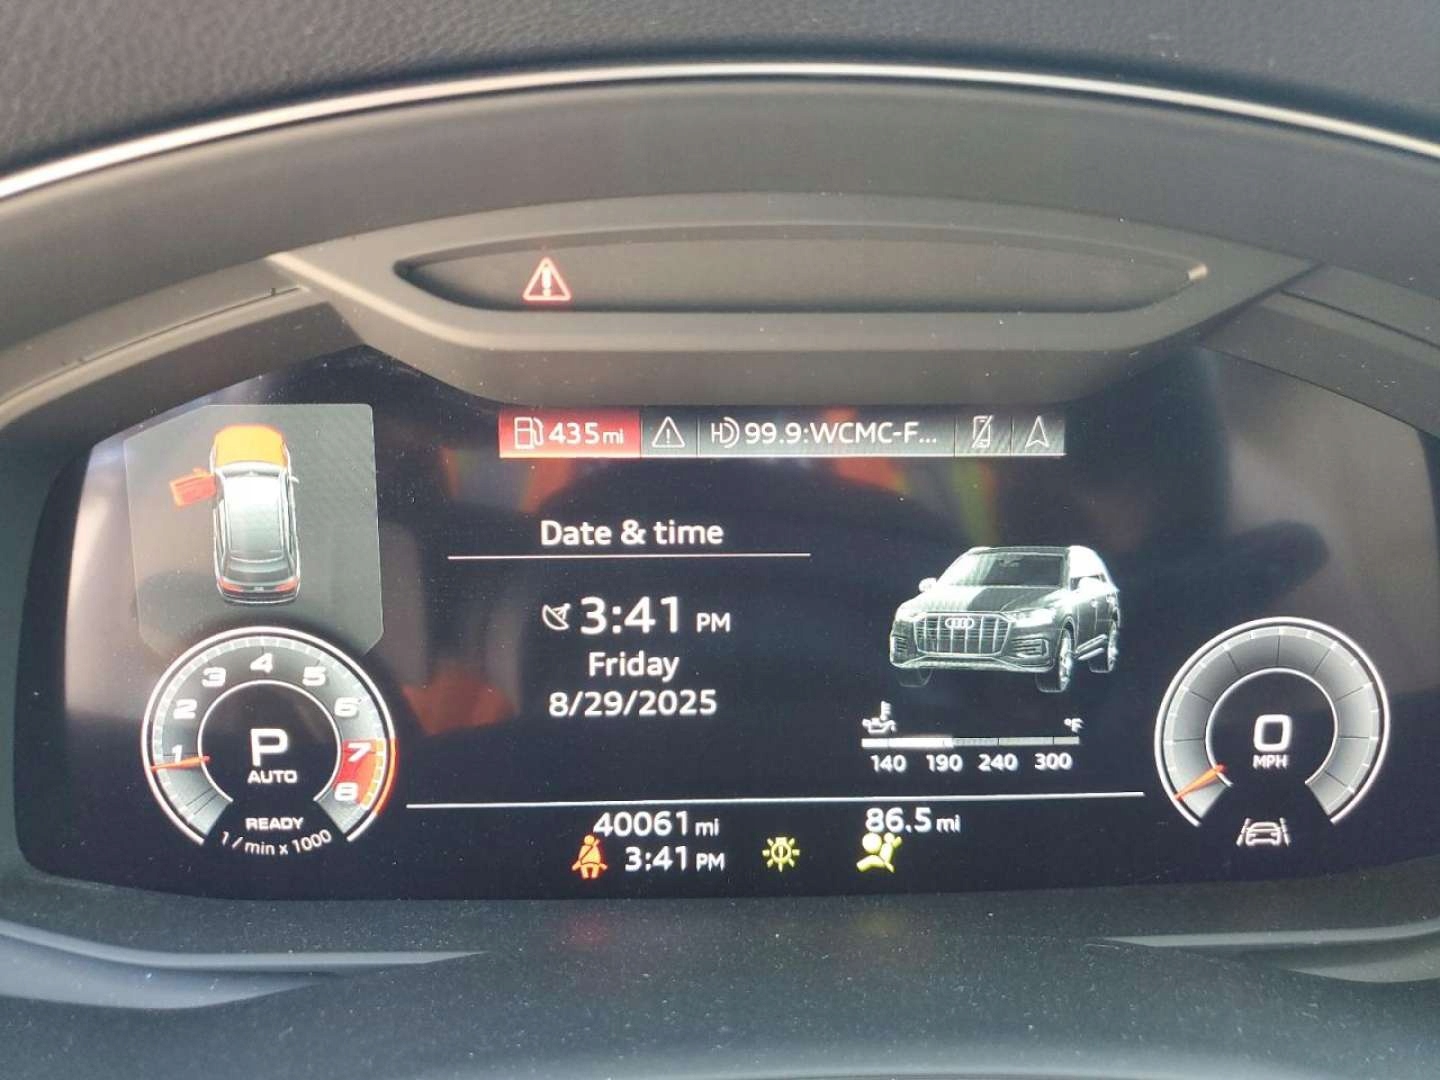 435 mi
99.9:WCMC-F...
Date & time
3:41 PM
Friday
8/29/2025
1 2 3 4 5 6 7 8
P
AUTO
READY
1/min x 1000
°F
140 190 240 300
0
MPH
40061 mi
86.5 mi
3:41 PM